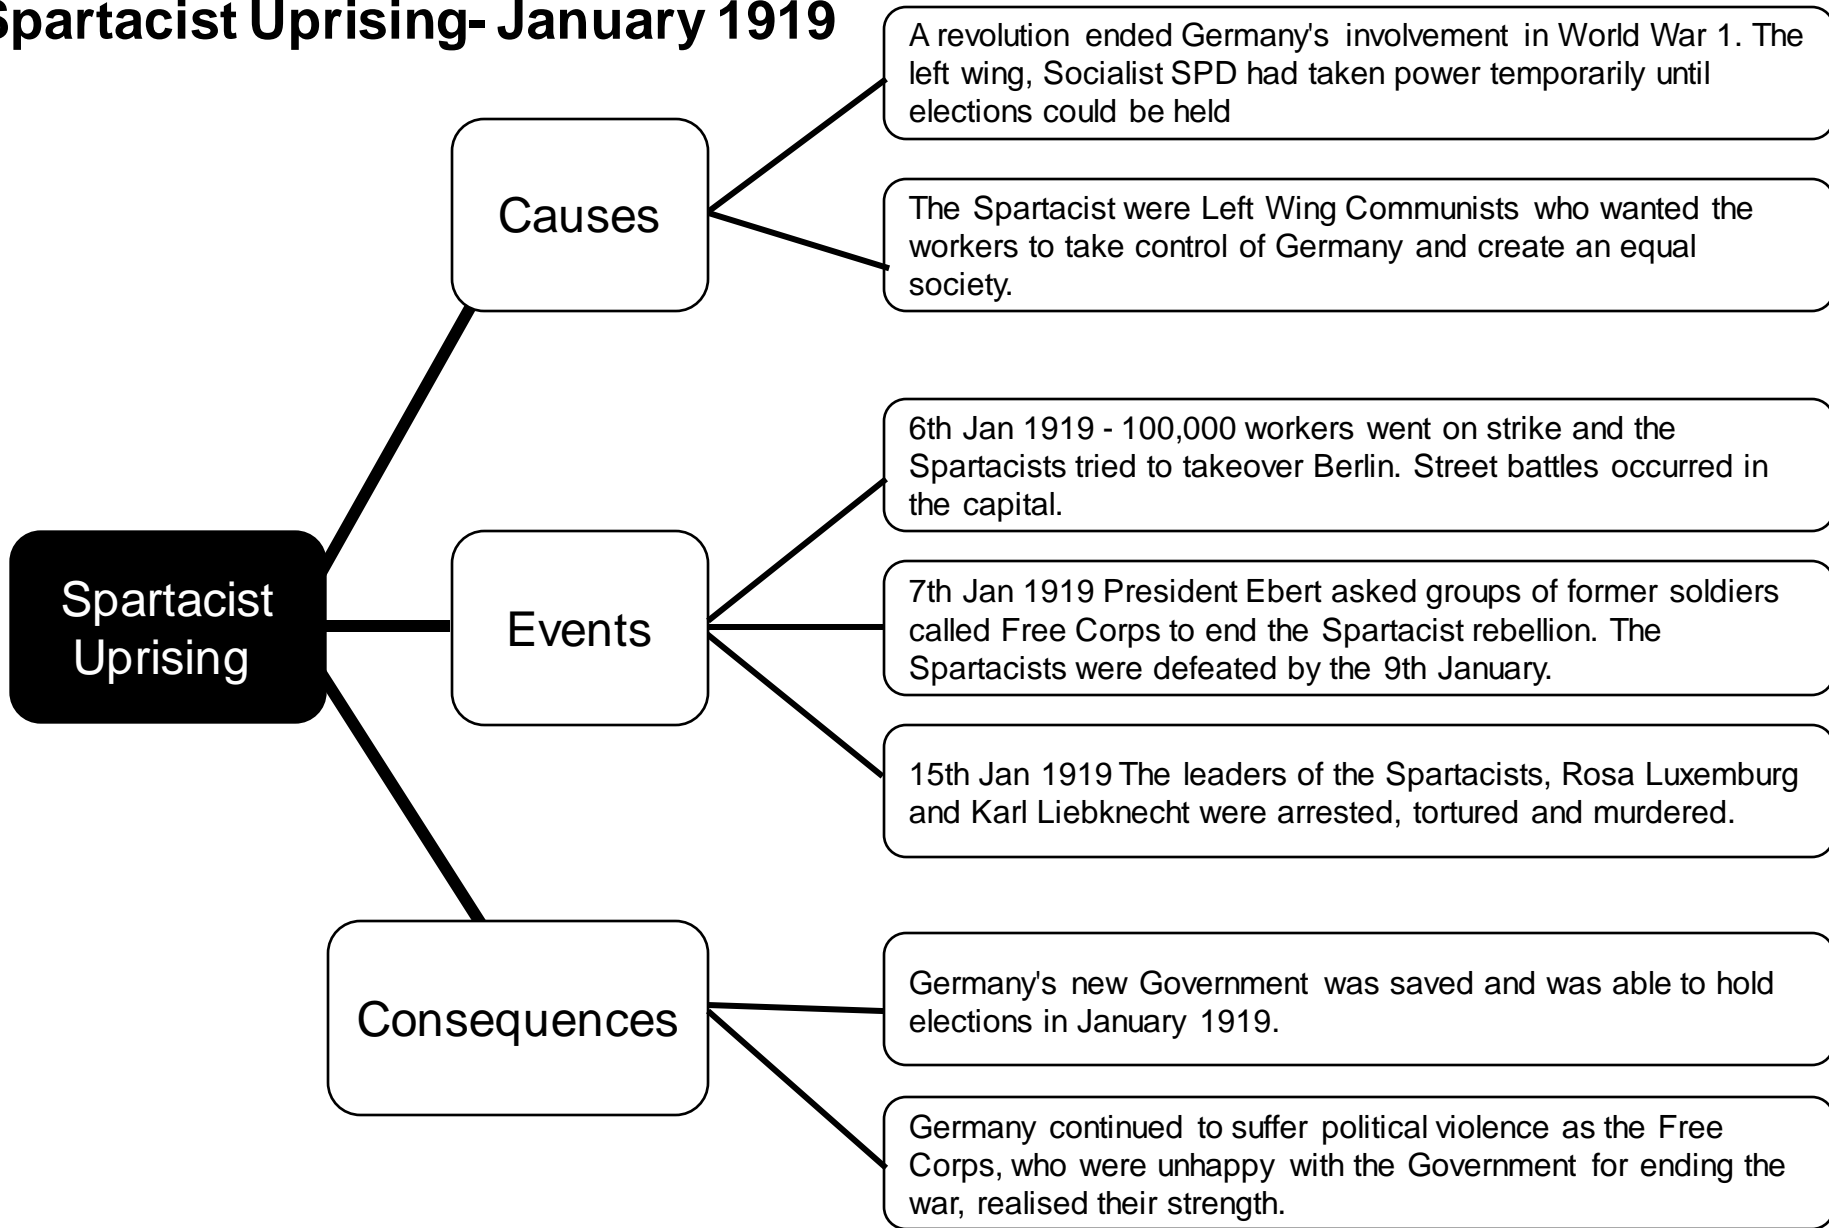 Spartacist Uprising- January 1919
A revolution ended Germany's involvement in World War 1. The
left wing, Socialist SPD had taken power temporarily until
elections could be held
Causes
The Spartacist were Left Wing Communists who wanted the
workers to take control of Germany and create an equal
society.
6th Jan 1919 - 100,000 workers went on strike and the
Spartacists tried to takeover Berlin. Street battles occurred in
the capital.
Spartacist
Uprising
Events
7th Jan 1919 President Ebert asked groups of former soldiers
called Free Corps to end the Spartacist rebellion. The
Spartacists were defeated by the 9th January.
15th Jan 1919 The leaders of the Spartacists, Rosa Luxemburg
and Karl Liebknecht were arrested, tortured and murdered.
Consequences
Germany's new Government was saved and was able to hold
elections in January 1919.
Germany continued to suffer political violence as the Free
Corps, who were unhappy with the Government for ending the
war, realised their strength.